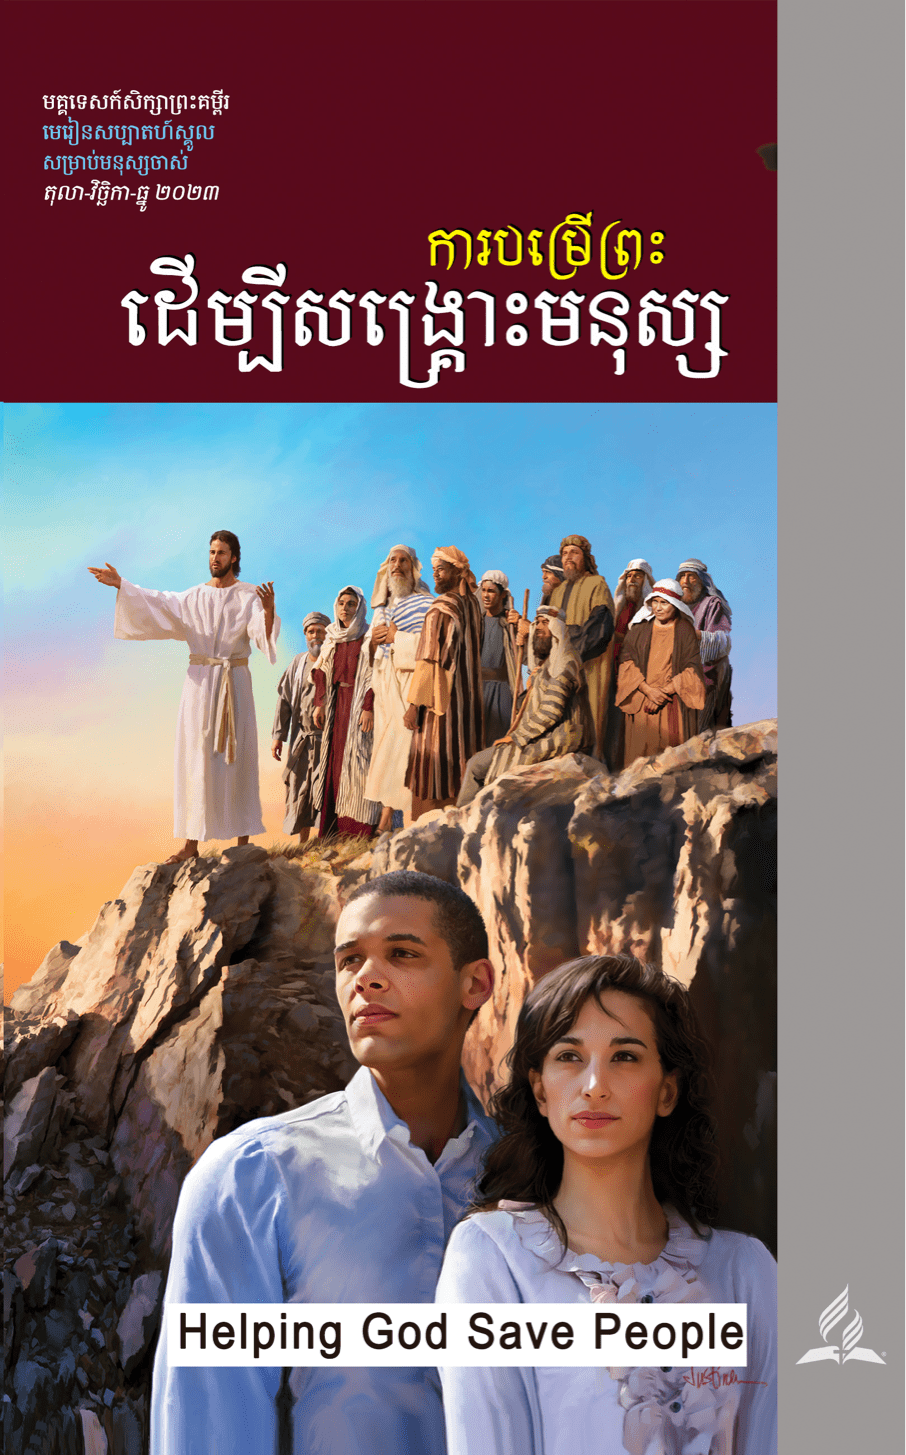 មគ្គទេសក៍សិក្សាព្រះគម្ពីរ
មេរៀនសប្បាតហ៍ស្គូល
សម្រាប់មនុស្សចាស់
តុលា-វិច្ឆិកា-ធ្នូ ២០២៣
ការបម្រើព្រះ
ដើម្បីសង្គ្រោះមនុស្ស
Helping God Save People